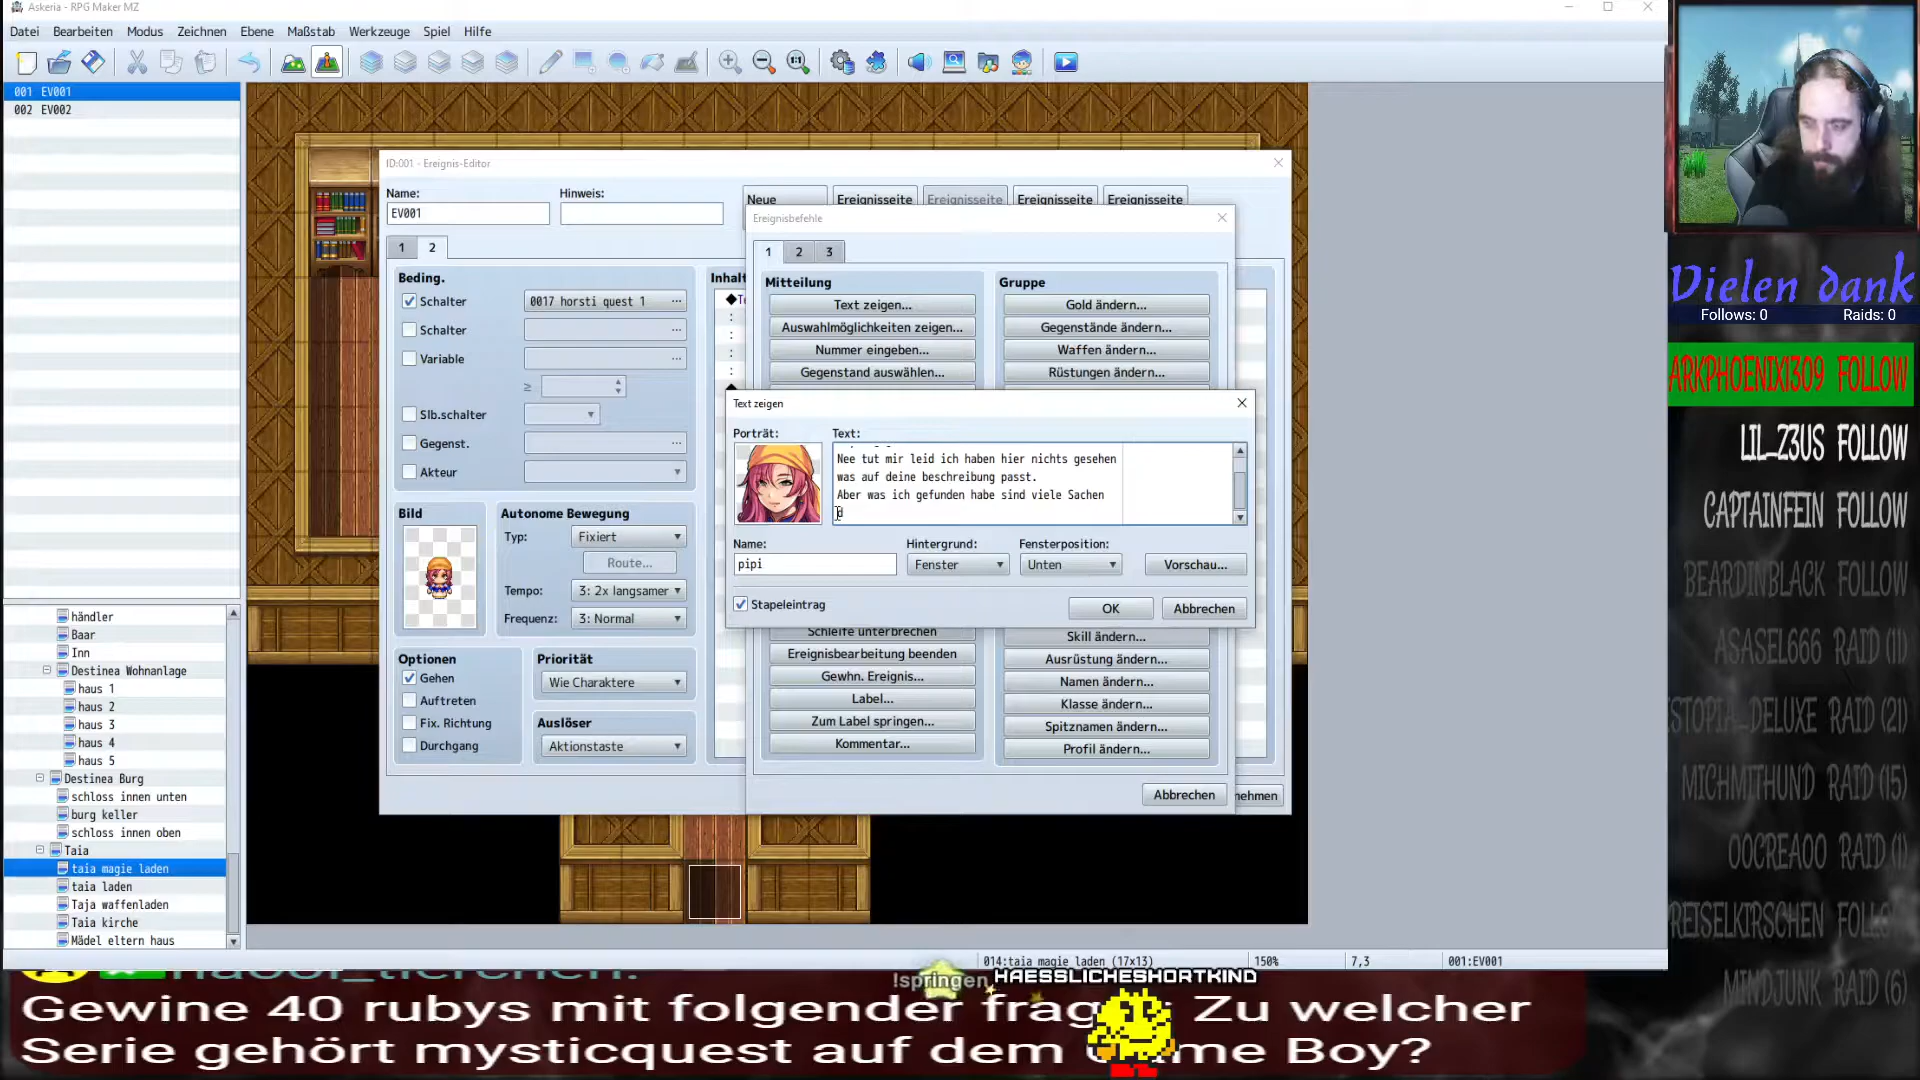 Askeria - RPG Maker MZ
Datei Bearbeiten Modus Zeichnen Ebene Maßstab Werkzeuge Spiel Hilfe
001 EV001
002 EV002
ID:001 - Ereignis-Editor
Name:
Hinweis:
EV001
Neue
Ereignisseite
Ereignisseite
Ereignisseite
Ereignisseite
1 2
Beding.
Schalter
0017 horsti quest 1
Schalter
Variable
≥
Slb.schalter
Gegenst.
Akteur
Bild
Autonome Bewegung
Typ:
Fixiert
Route...
Tempo:
3: 2x langsamer
Frequenz:
3: Normal
Optionen
Gehen
Auftreten
Fix. Richtung
Durchgang
Priorität
Wie Charaktere
Auslöser
Aktionstaste
Inhalt
Ereignisbefehle
1 2 3
Mitteilung
Text zeigen...
Auswahlmöglichkeiten zeigen...
Nummer eingeben...
Gegenstand auswählen...
Gruppe
Gold ändern...
Gegenstände ändern...
Waffen ändern...
Rüstungen ändern...
Text zeigen
Porträt:
Text:
Nee tut mir leid ich haben hier nichts gesehen
was auf deine beschreibung passt.
Aber was ich gefunden habe sind viele Sachen
d
Name:
pipi
Hintergrund:
Fenster
Fensterposition:
Unten
Vorschau...
Stapeleintrag
OK
Abbrechen
Schleife unterbrechen
Ereignisbearbeitung beenden
Gewhn. Ereignis...
Label...
Zum Label springen...
Kommentar...
Skill ändern...
Ausrüstung ändern...
Namen ändern...
Klasse ändern...
Spitznamen ändern...
Profil ändern...
Abbrechen
nehmen
händler
Baar
Inn
Destinea Wohnanlage
haus 1
haus 2
haus 3
haus 4
haus 5
Destinea Burg
schloss innen unten
burg keller
schloss innen oben
Taia
taia magie laden
taia laden
Taja waffenladen
Taia kirche
Mädel eltern haus
014:taia magie laden (17x13)
150%
7,3
001:EV001
Vielen dank
Follows: 0
Raids: 0
ARKPHOENIX1309 FOLLOW
LIL_Z3US FOLLOW
CAPTAINFEIN FOLLOW
BEARDINBLACK FOLLOW
ASASEL666 RAID (11)
STOPIA_DELUXE RAID (21)
MICHMITHUND RAID (15)
OOCREAOO RAID (1)
REISELKIRSCHEN FOLL
MINDJUNK RAID (6)
!springen
HAESSLICHESHORTKIND
Gewine 40 rubys mit folgender frag Zu welcher
Serie gehört mysticquest auf dem Game Boy?